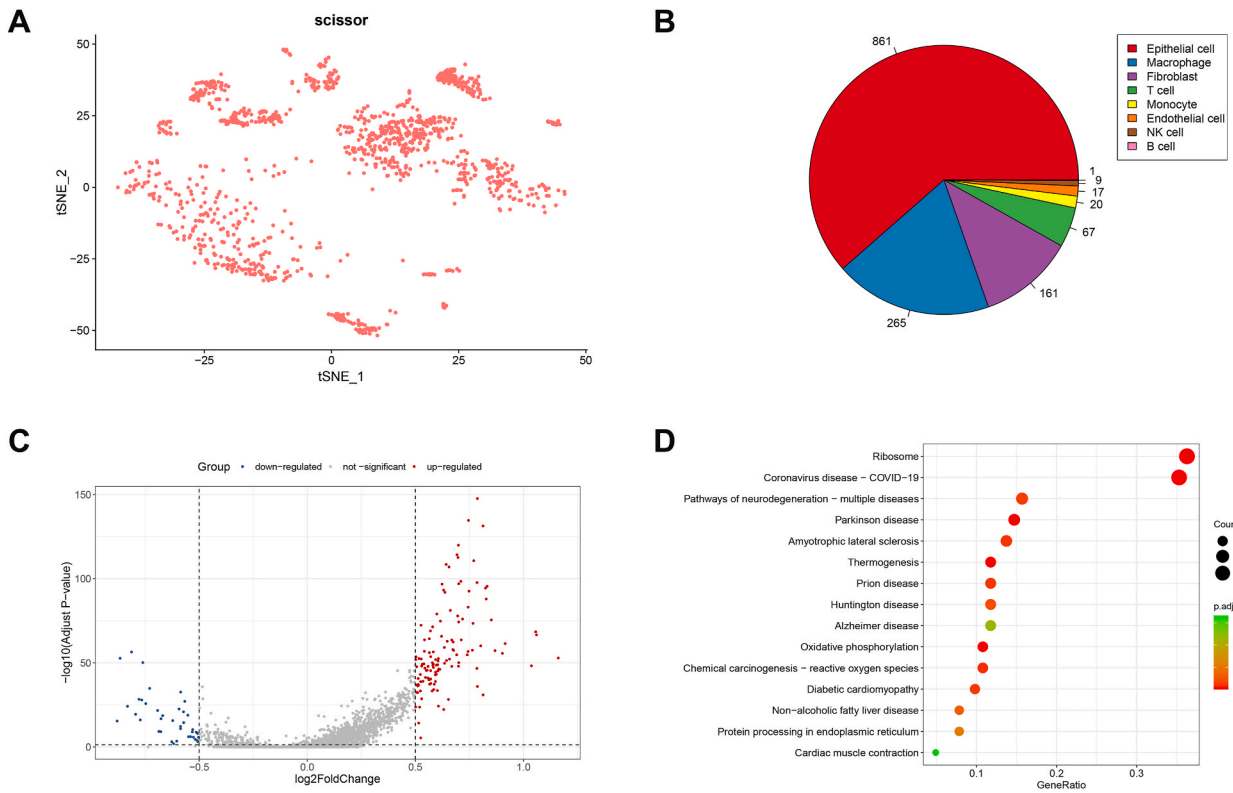 A
scissor
50
25
0
−25
−50
tSNE_2
−25
0
25
50
tSNE_1
B
861
265
161
67
20
17
9
1
Epithelial cell
Macrophage
Fibroblast
T cell
Monocyte
Endothelial cell
NK cell
B cell
C
Group
down−regulated
not −significant
up−regulated
150
100
50
0
−log10(Adjust P−value)
−0.5
0.0
0.5
1.0
log2FoldChange
D
Ribosome
Coronavirus disease − COVID−19
Pathways of neurodegeneration − multiple diseases
Parkinson disease
Amyotrophic lateral sclerosis
Thermogenesis
Prion disease
Huntington disease
Alzheimer disease
Oxidative phosphorylation
Chemical carcinogenesis − reactive oxygen species
Diabetic cardiomyopathy
Non−alcoholic fatty liver disease
Protein processing in endoplasmic reticulum
Cardiac muscle contraction
0.1
0.2
0.3
GeneRatio
Coun
p.adj